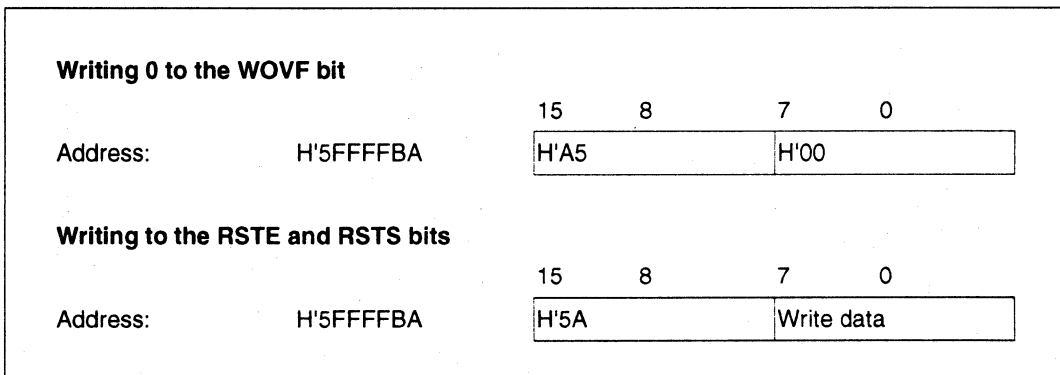 Writing 0 to the WOVF bit
15 8 7 0
Address: H'5FFFFBA H'A5 H'00
Writing to the RSTE and RSTS bits
15 8 7 0
Address: H'5FFFFBA H'5A Write data